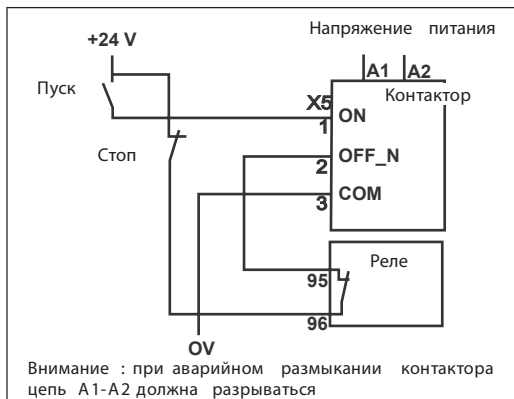 Напряжение питания
+24 V
A1 A2
Пуск
X5
Контактор
1 ON
Стоп
2 OFF_N
3 COM
Реле
95
96
OV
Внимание : при аварийном размыкании контактора
цепь A1-A2 должна разрываться